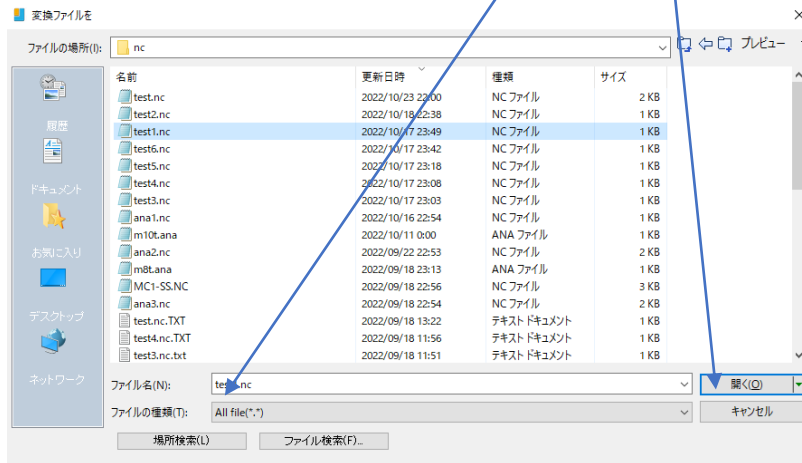 変換ファイルを
ファイルの場所(I): nc プレビュー
名前 更新日時 種類 サイズ
test.nc 2022/10/23 22:00 NC ファイル 2 KB
test2.nc 2022/10/18 22:38 NC ファイル 1 KB
test1.nc 2022/10/17 23:49 NC ファイル 1 KB
test6.nc 2022/10/17 23:42 NC ファイル 1 KB
test5.nc 2022/10/17 23:18 NC ファイル 1 KB
test4.nc 2022/10/17 23:08 NC ファイル 1 KB
test3.nc 2022/10/17 23:03 NC ファイル 1 KB
ana1.nc 2022/10/16 22:54 NC ファイル 1 KB
m10t.ana 2022/10/11 0:00 ANA ファイル 1 KB
ana2.nc 2022/09/22 22:53 NC ファイル 2 KB
m8t.ana 2022/09/18 23:13 ANA ファイル 1 KB
MC1-SS.NC 2022/09/18 22:56 NC ファイル 3 KB
ana3.nc 2022/09/18 22:54 NC ファイル 2 KB
test.nc.TXT 2022/09/18 13:22 テキスト ドキュメント 1 KB
test4.nc.TXT 2022/09/18 11:56 テキスト ドキュメント 1 KB
test3.nc.txt 2022/09/18 11:51 テキスト ドキュメント 1 KB
履歴
ドキュメント
お気に入り
デスクトップ
ネットワーク
ファイル名(N): 開く(O)
ファイルの種類(T): All file(*.*) キャンセル
場所検索(L) ファイル検索(F)...